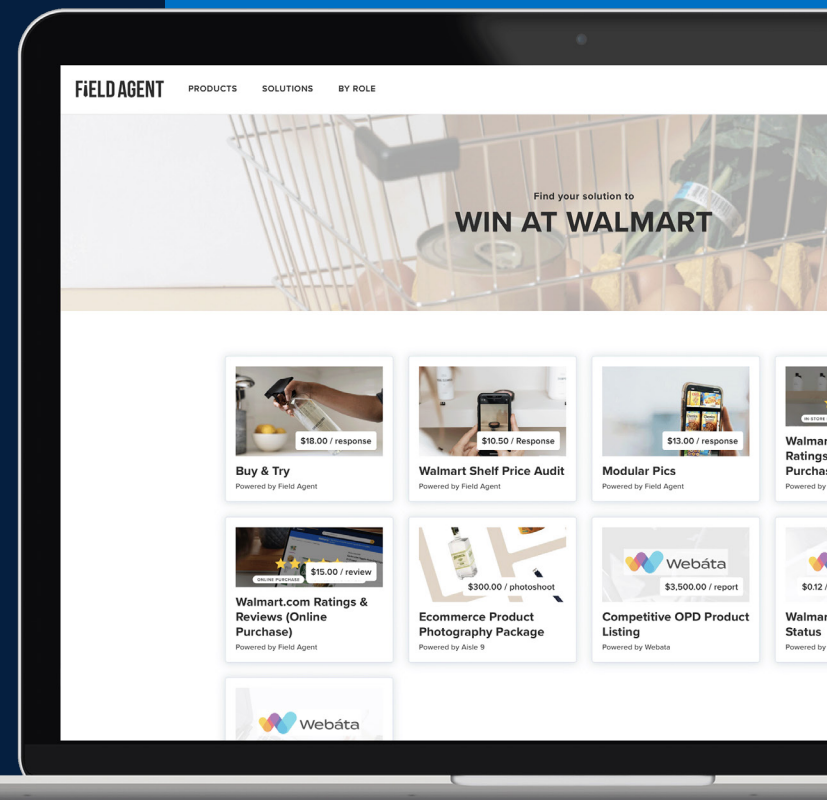 FiELD AGENT
PRODUCTS
SOLUTIONS
BY ROLE
Find your solution to
WIN AT WALMART
$18.00 / response
Buy & Try
Powered by Field Agent
$10.50 / Response
Walmart Shelf Price Audit
Powered by Field Agent
$13.00 / response
Modular Pics
Powered by Field Agent
IN-STORE
Walmar
Ratings
Purchas
Powered by
ONLINE PURCHASE
$15.00 / review
Walmart.com Ratings &
Reviews (Online
Purchase)
Powered by Field Agent
$300.00 / photoshoot
Ecommerce Product
Photography Package
Powered by Aisle 9
Webáta
$3,500.00 / report
Competitive OPD Product
Listing
Powered by Webata
$0.12 /
Walmar
Status
Powered by
Webáta